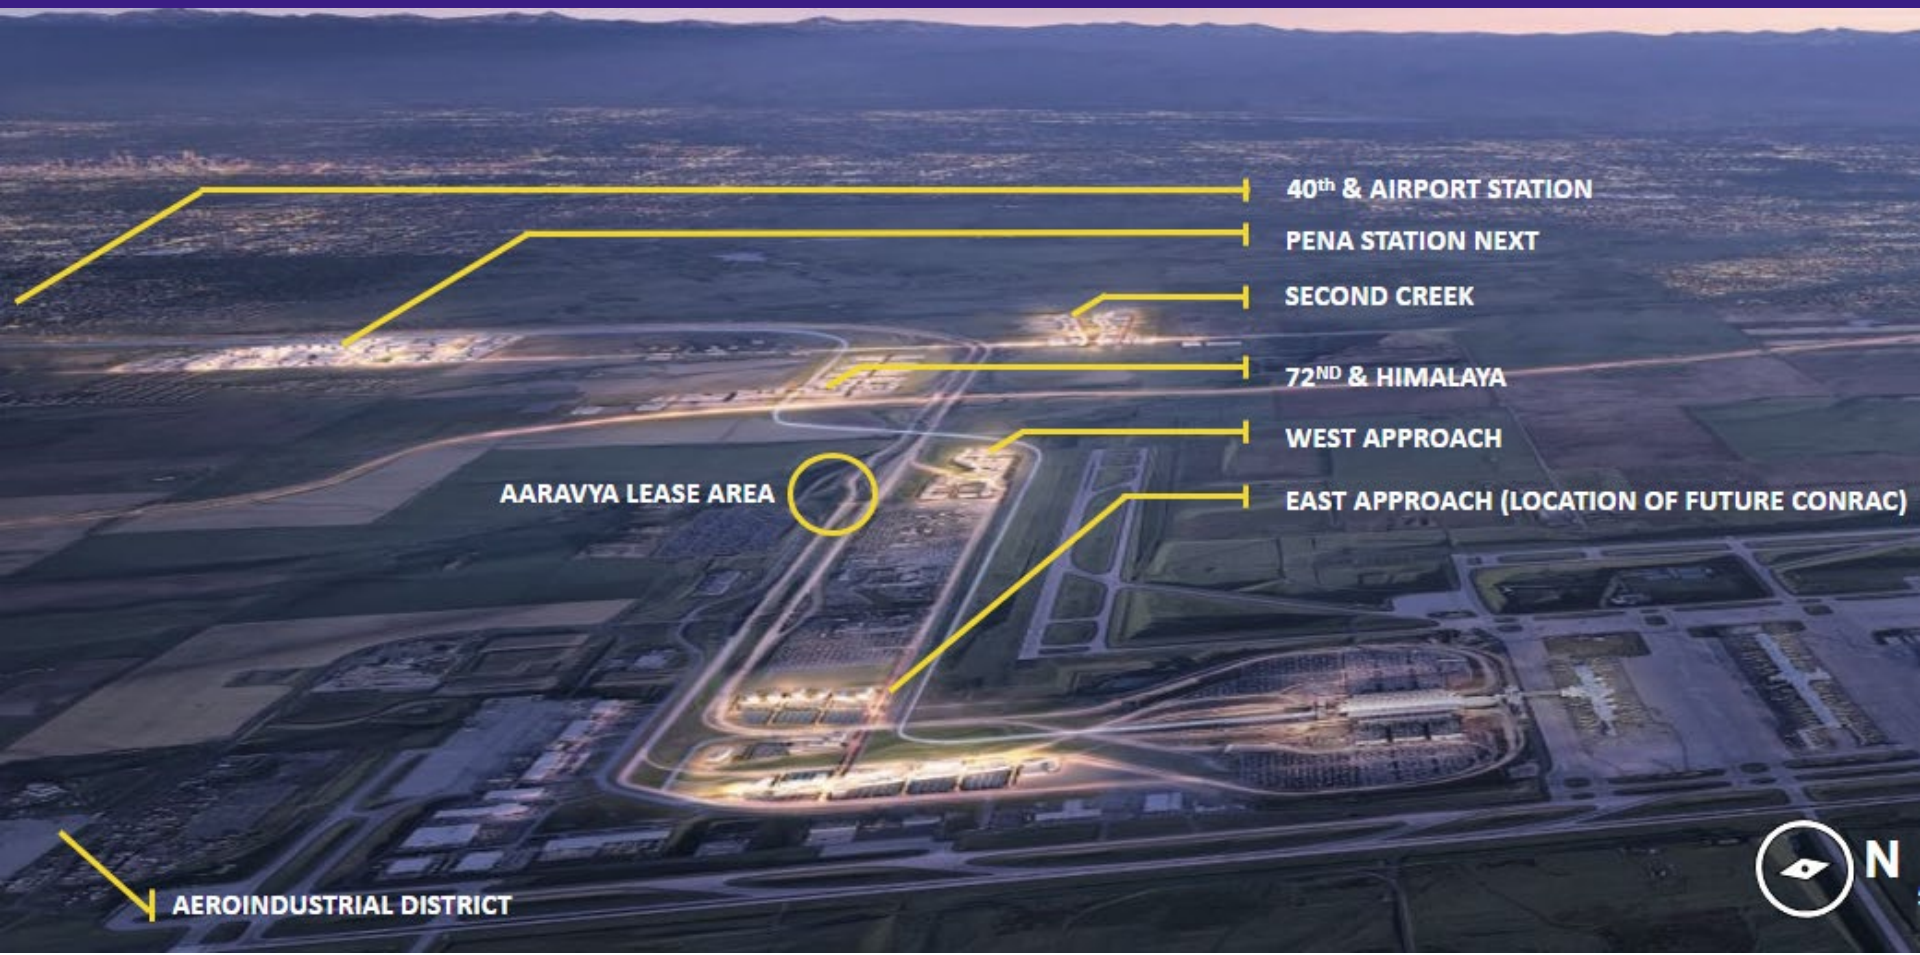 40th & AIRPORT STATION
PENA STATION NEXT
SECOND CREEK
72ND & HIMALAYA
WEST APPROACH
AARAVYA LEASE AREA
EAST APPROACH (LOCATION OF FUTURE CONRAC)
N
AEROINDUSTRIAL DISTRICT